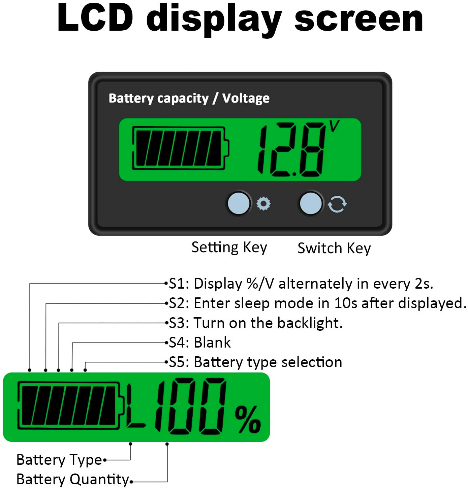 LCD display screen
Battery capacity / Voltage
12.8 V
Setting Key
Switch Key
S1: Display %/V alternately in every 2s.
S2: Enter sleep mode in 10s after displayed.
S3: Turn on the backlight.
S4: Blank
S5: Battery type selection
L100 %
Battery Type
Battery Quantity